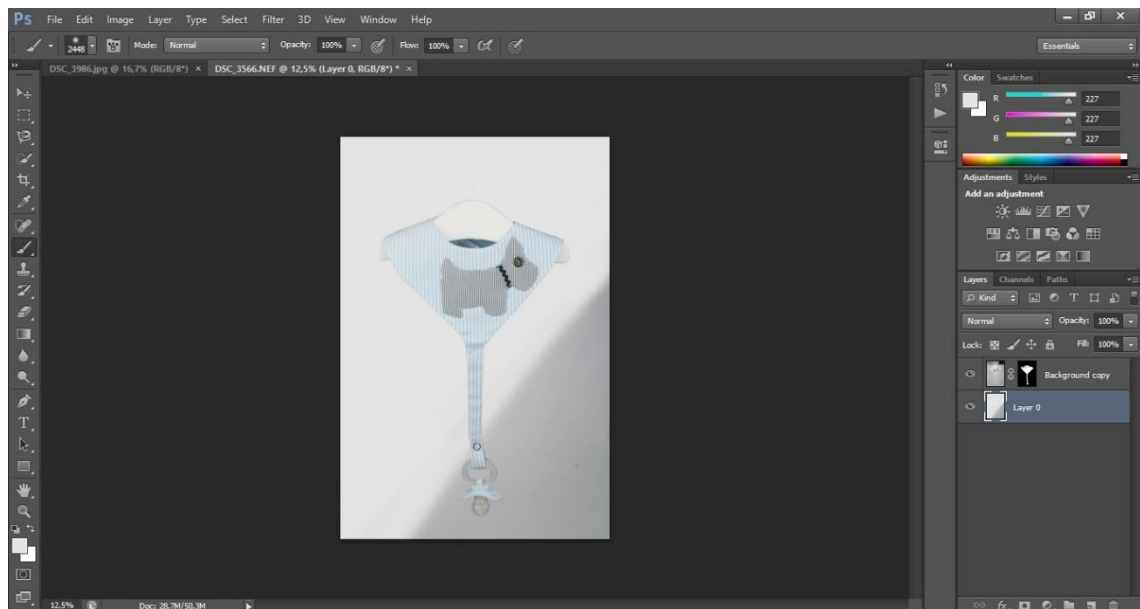 Ps File Edit Image Layer Type Select Filter 3D View Window Help
2448 Mode: Normal Opacity: 100% Flow: 100% Essentials
DSC_3986.jpg @ 16,7% (RGB/8*) × DSC_3566.NEF @ 12,5% (Layer 0, RGB/8*) * ×
Color Swatches
R 227
G 227
B 227
Adjustments Styles
Add an adjustment
Layers Channels Paths
Kind T
Normal Opacity: 100%
Lock: Fill: 100%
Background copy
Layer 0
T
12,5% Doc: 28,7M/50,3M
fx